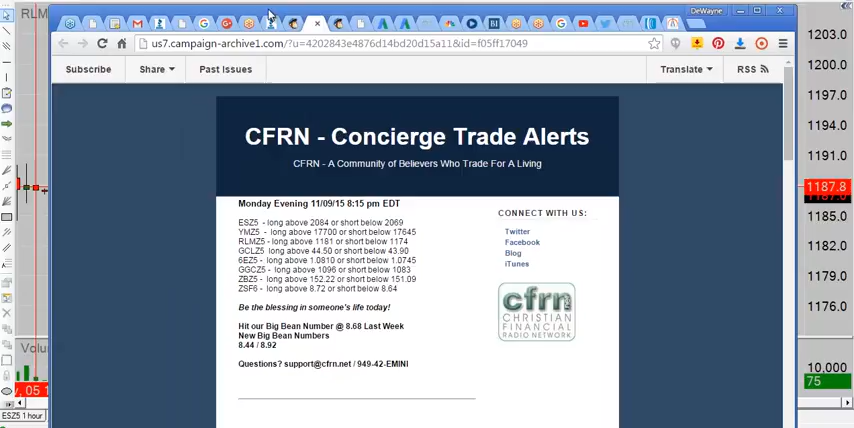 DeWayne
us7.campaign-archive1.com/?u=4202843e4876d14bd20d15a11&id=f05ff17049
Subscribe
Share
Past Issues
Translate
RSS
RLM
CFRN - Concierge Trade Alerts
CFRN - A Community of Believers Who Trade For A Living
Monday Evening 11/09/15 8:15 pm EDT
ESZ5 - long above 2084 or short below 2069
YMZ5 - long above 17700 or short below 17645
RLMZ5 - long above 1181 or short below 1174
GCLZ5 long above 44.50 or short below 43.90
6EZ5 - long above 1.0810 or short below 1.0745
GGCZ5 - long above 1096 or short below 1083
ZBZ5 - long above 152.22 or short below 151.09
ZSF6 - long above 8.72 or short below 8.64
Be the blessing in someone's life today!
Hit our Big Bean Number @ 8.68 Last Week
New Big Bean Numbers
8.44 / 8.92
Questions? support@cfrn.net / 949-42-EMINI
CONNECT WITH US:
Twitter
Facebook
Blog
iTunes
cfrn
CHRISTIAN
FINANCIAL
RADIO NETWORK
1203.0
1200.0
1197.0
1194.0
1191.0
1187.8
1185.0
1182.0
1179.0
1176.0
Volu
10.000
75
y, 05 1
ESZ5 1 hour